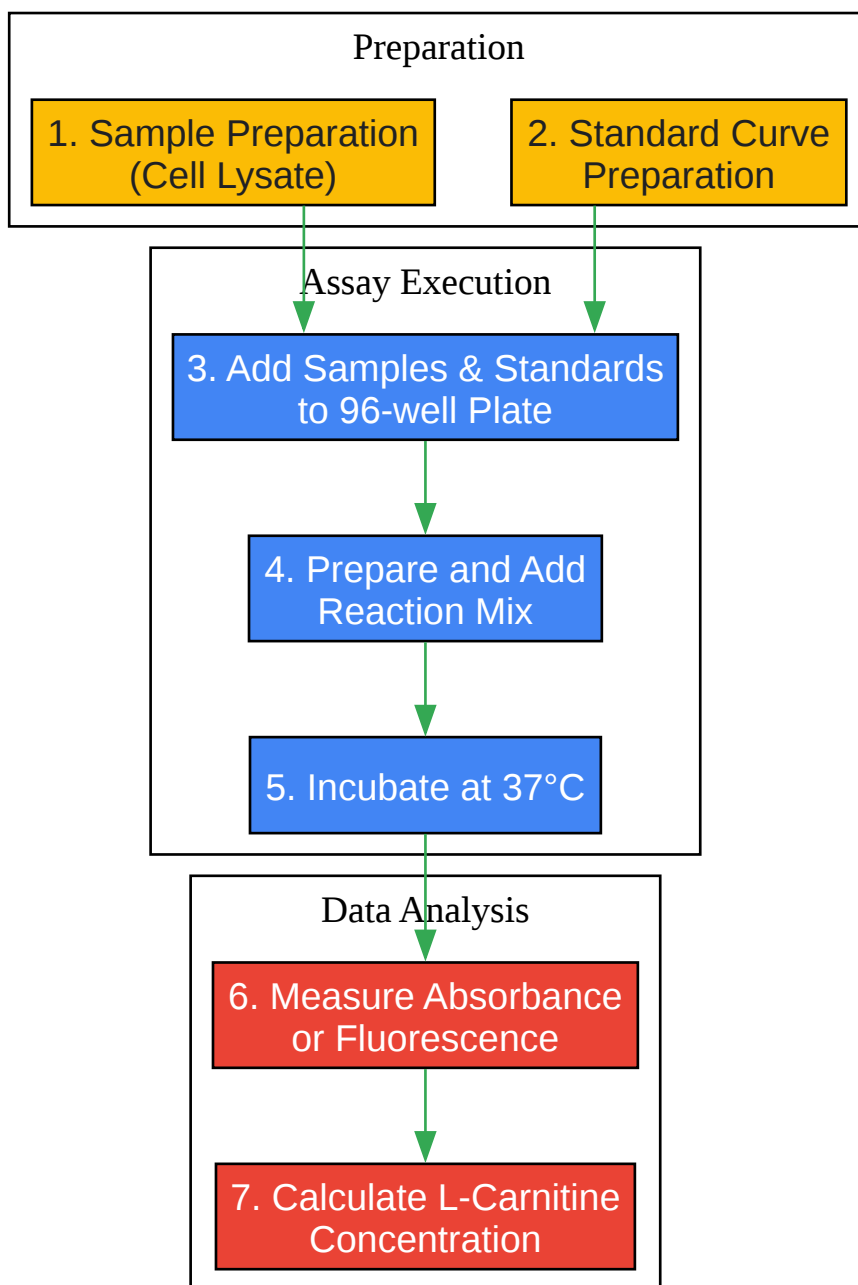 Preparation
1. Sample Preparation
(Cell Lysate)
2. Standard Curve
Preparation
Assay Execution
3. Add Samples & Standards
to 96-well Plate
4. Prepare and Add
Reaction Mix
5. Incubate at 37°C
Data Analysis
6. Measure Absorbance
or Fluorescence
7. Calculate L-Carnitine
Concentration